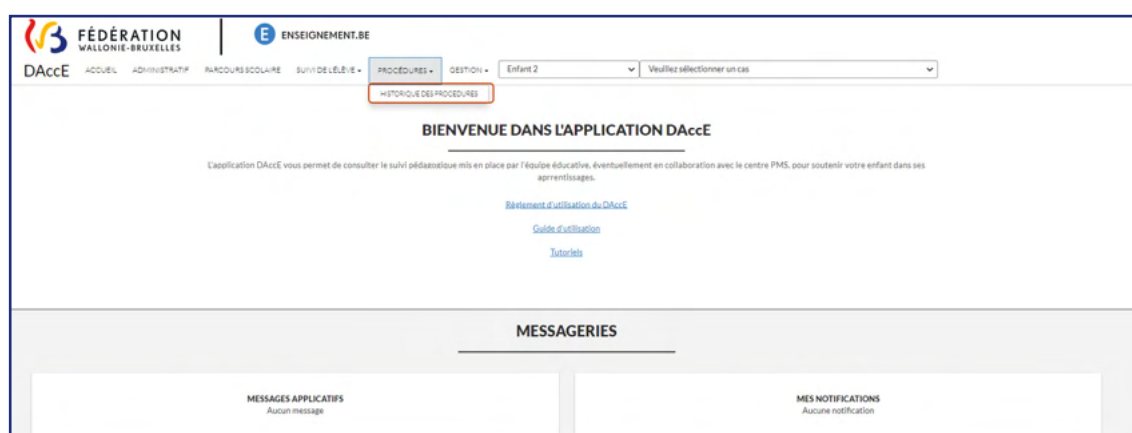 FÉDÉRATION
WALLONIE-BRUXELLES
E ENSEIGNEMENT.BE
DAccE ACCUEIL ADMINISTRATIF PARCOURS SCOLAIRE SUIVI DE L'ÉLÈVE PROCÉDURES GESTION Enfant 2 Veuillez sélectionner un cas
HISTORIQUE DES PROCEDURES
BIENVENUE DANS L'APPLICATION DAccE
L'application DAccE vous permet de consulter le suivi pédagogique mis en place par l'équipe éducative, éventuellement en collaboration avec le centre PMS, pour soutenir votre enfant dans ses
aprrentissages.
Règlement d'utilisation du DAccE
Guide d'utilisation
Tutoriels
MESSAGERIES
MESSAGES APPLICATIFS
Aucun message
MES NOTIFICATIONS
Aucune notification